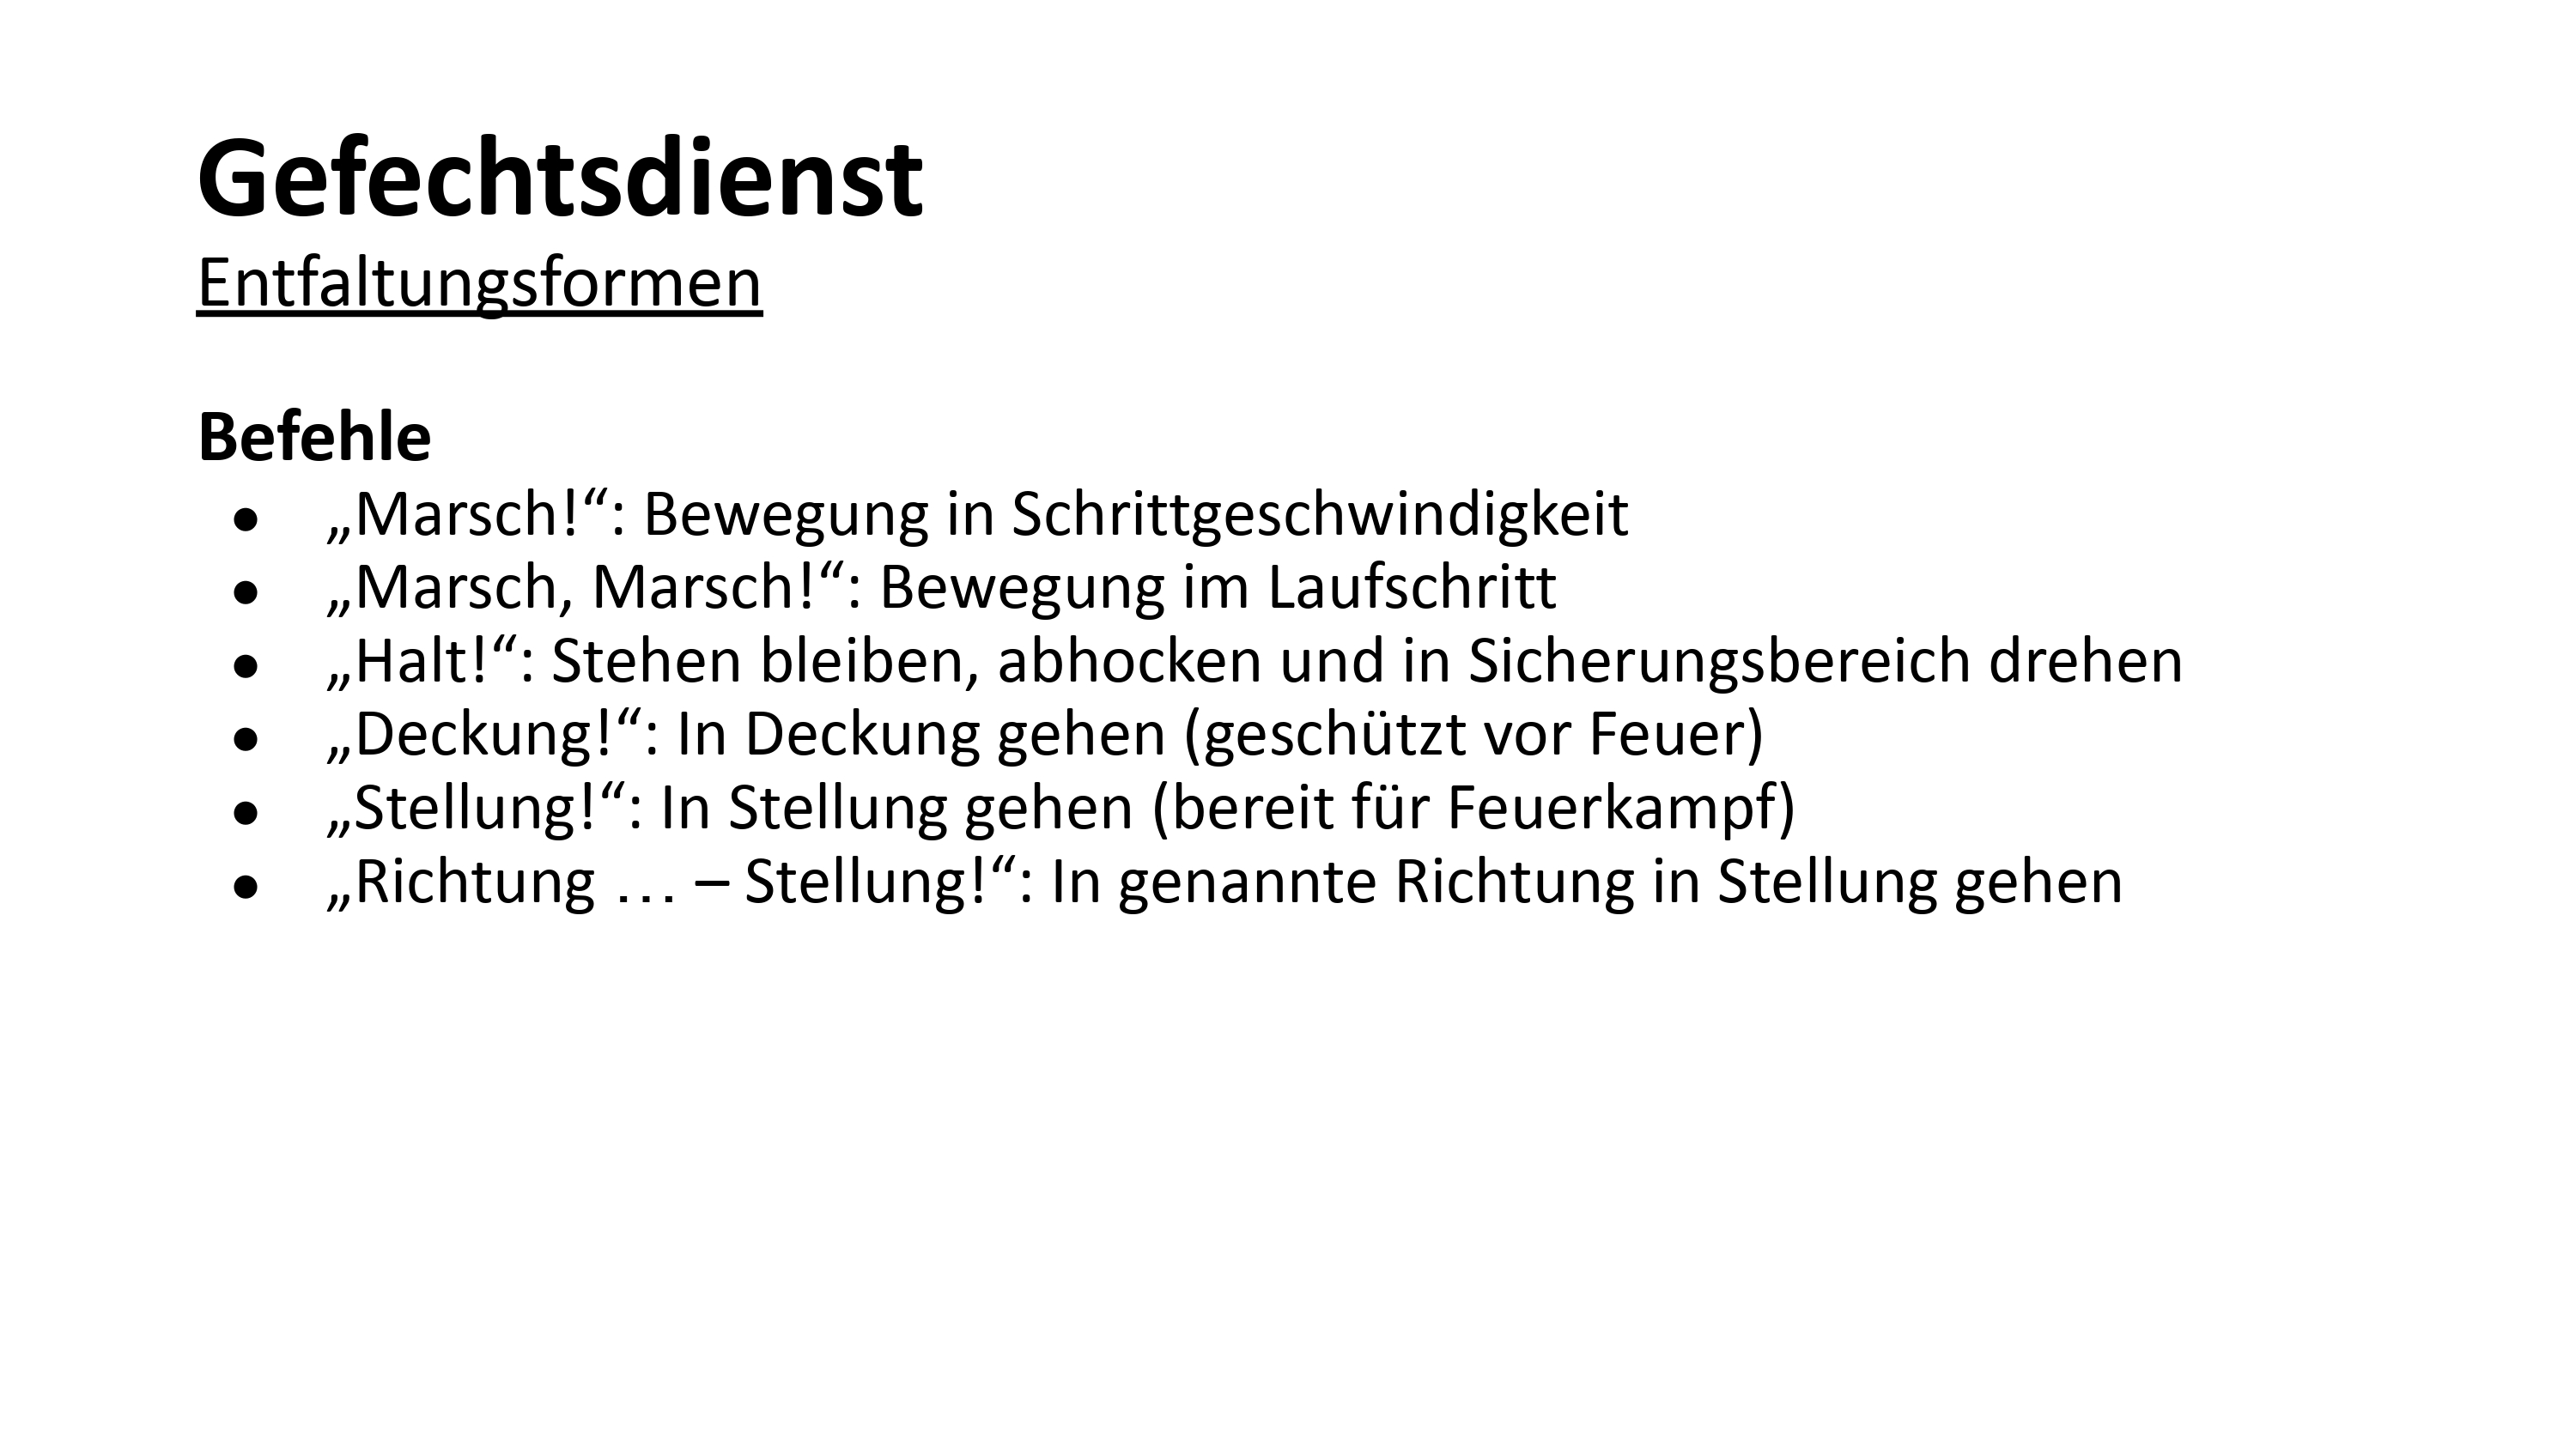 Gefechtsdienst
Entfaltungsformen
Befehle
● „Marsch!“: Bewegung in Schrittgeschwindigkeit
● „Marsch, Marsch!“: Bewegung im Laufschritt
● „Halt!“: Stehen bleiben, abhocken und in Sicherungsbereich drehen
● „Deckung!“: In Deckung gehen (geschützt vor Feuer)
● „Stellung!“: In Stellung gehen (bereit für Feuerkampf)
● „Richtung … – Stellung!“: In genannte Richtung in Stellung gehen